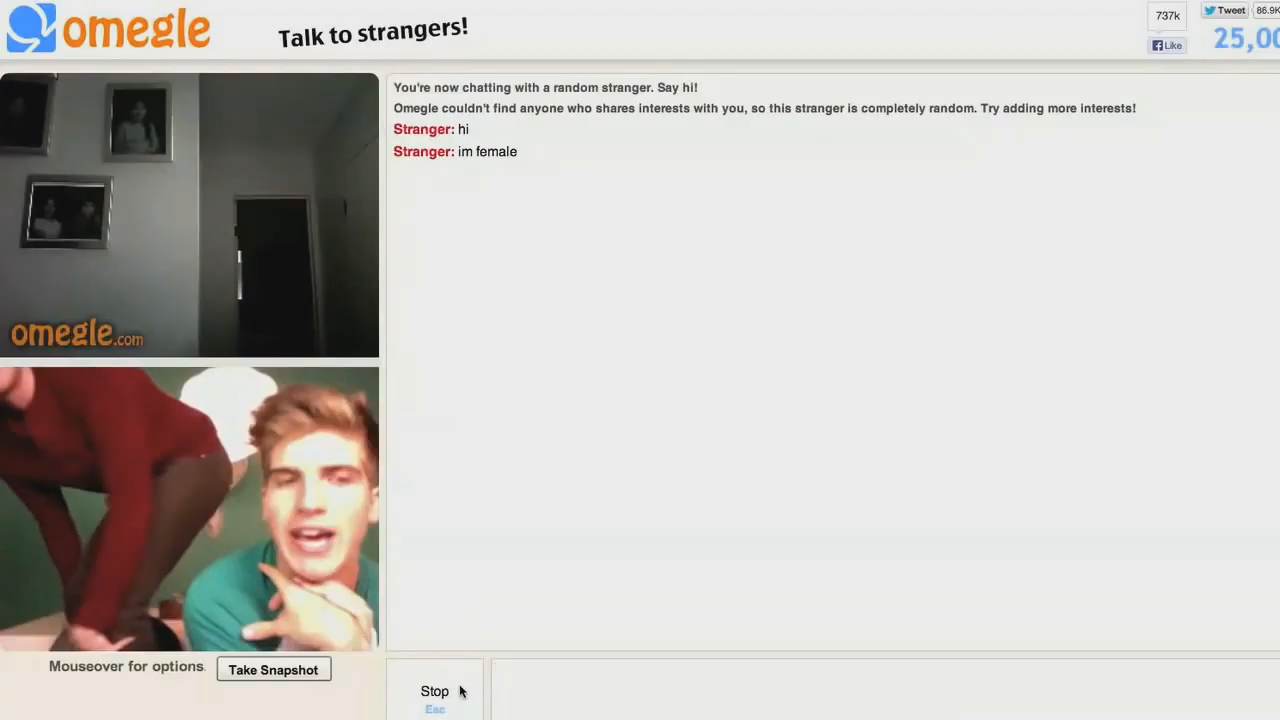 omegle
Talk to strangers!
737k
Like
Tweet
86.9K
25,00
You're now chatting with a random stranger. Say hi!
Omegle couldn't find anyone who shares interests with you, so this stranger is completely random. Try adding more interests!
Stranger: hi
Stranger: im female
omegle.com
Mouseover for options.
Take Snapshot
Stop
Esc